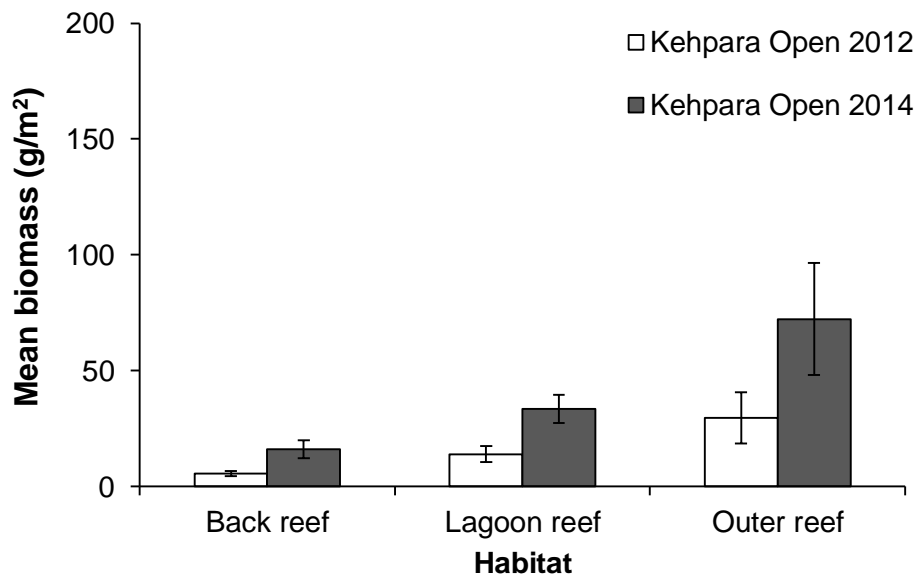 Mean biomass (g/m²)
200
150
100
50
0
Kehpara Open 2012
Kehpara Open 2014
Back reef
Lagoon reef
Outer reef
Habitat